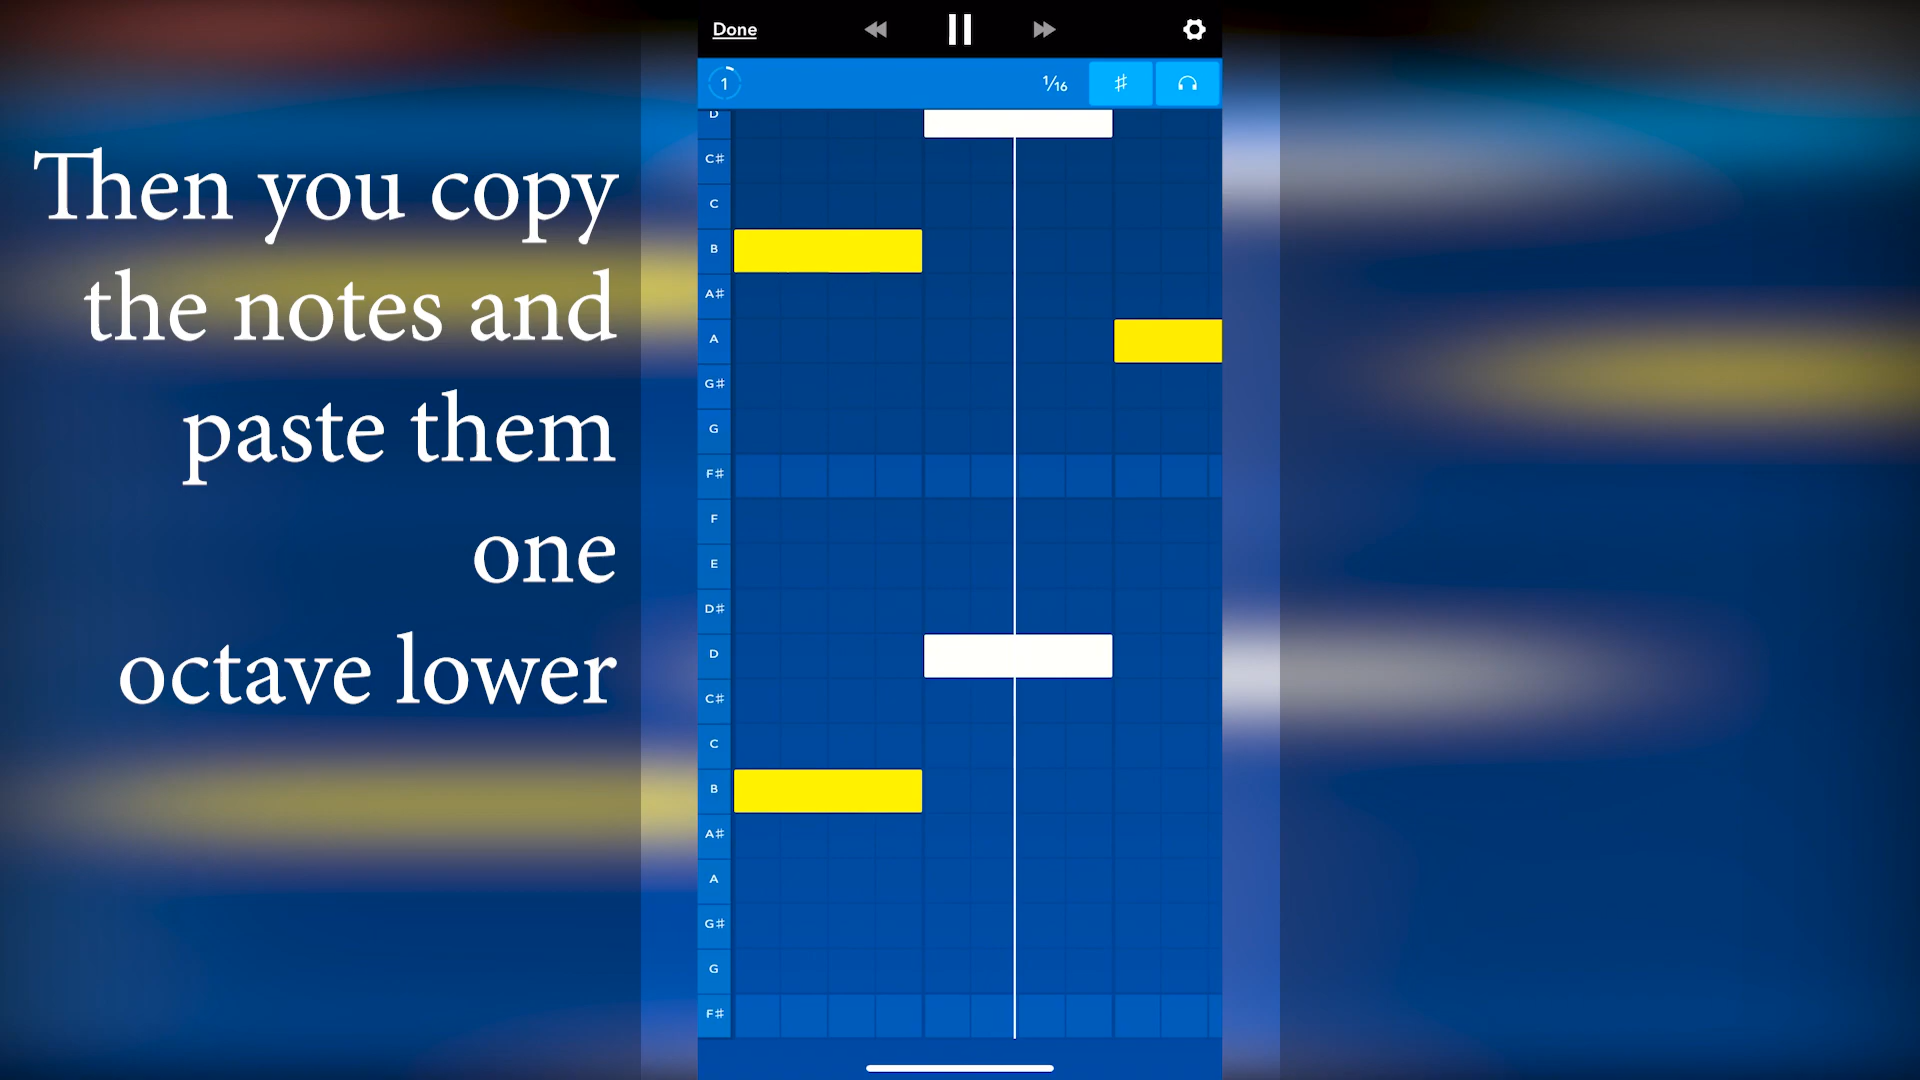 Then you copy
the notes and
paste them
one
octave lower
Done
1
1/16
♯
D
C♯
C
B
A♯
A
G♯
G
F♯
F
E
D♯
D
C♯
C
B
A♯
A
G♯
G
F♯